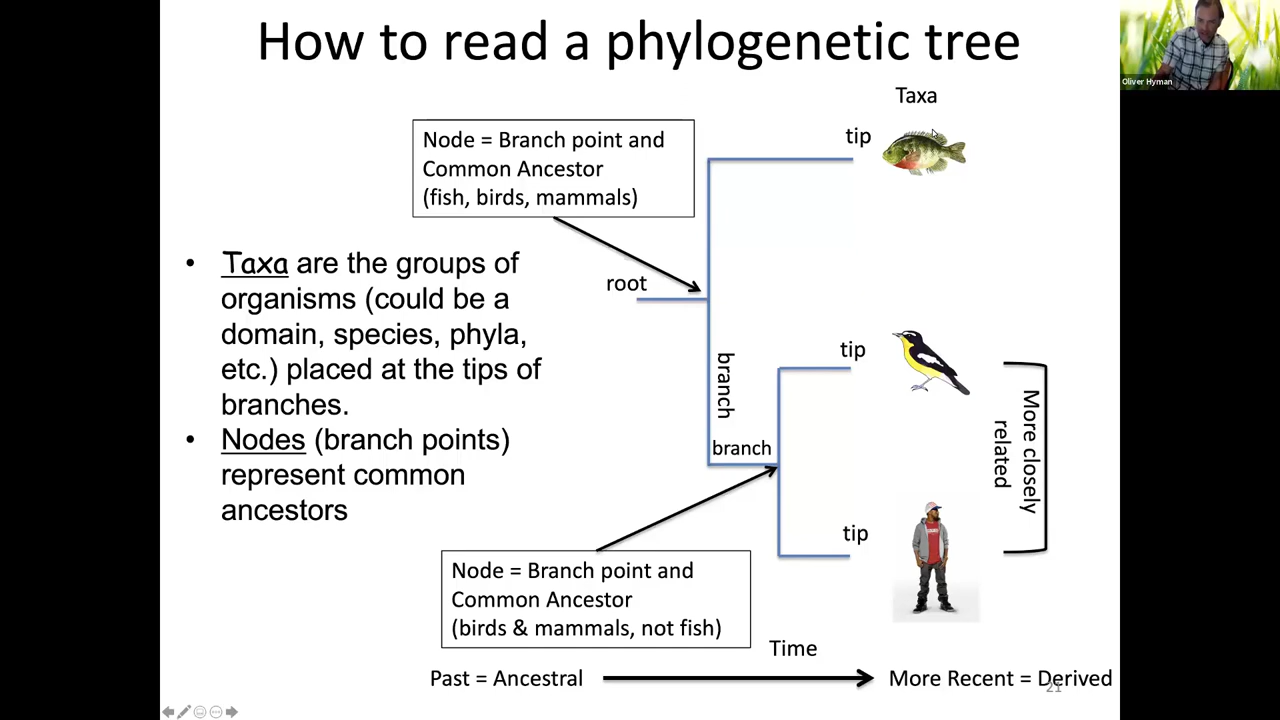 How to read a phylogenetic tree
Oliver Hyman
Taxa
tip
Node = Branch point and
Common Ancestor
(fish, birds, mammals)
• Taxa are the groups of
organisms (could be a
domain, species, phyla,
etc.) placed at the tips of
branches.
• Nodes (branch points)
represent common
ancestors
root
branch
branch
tip
tip
More closely
related
Node = Branch point and
Common Ancestor
(birds & mammals, not fish)
Time
Past = Ancestral
More Recent = Derived
21